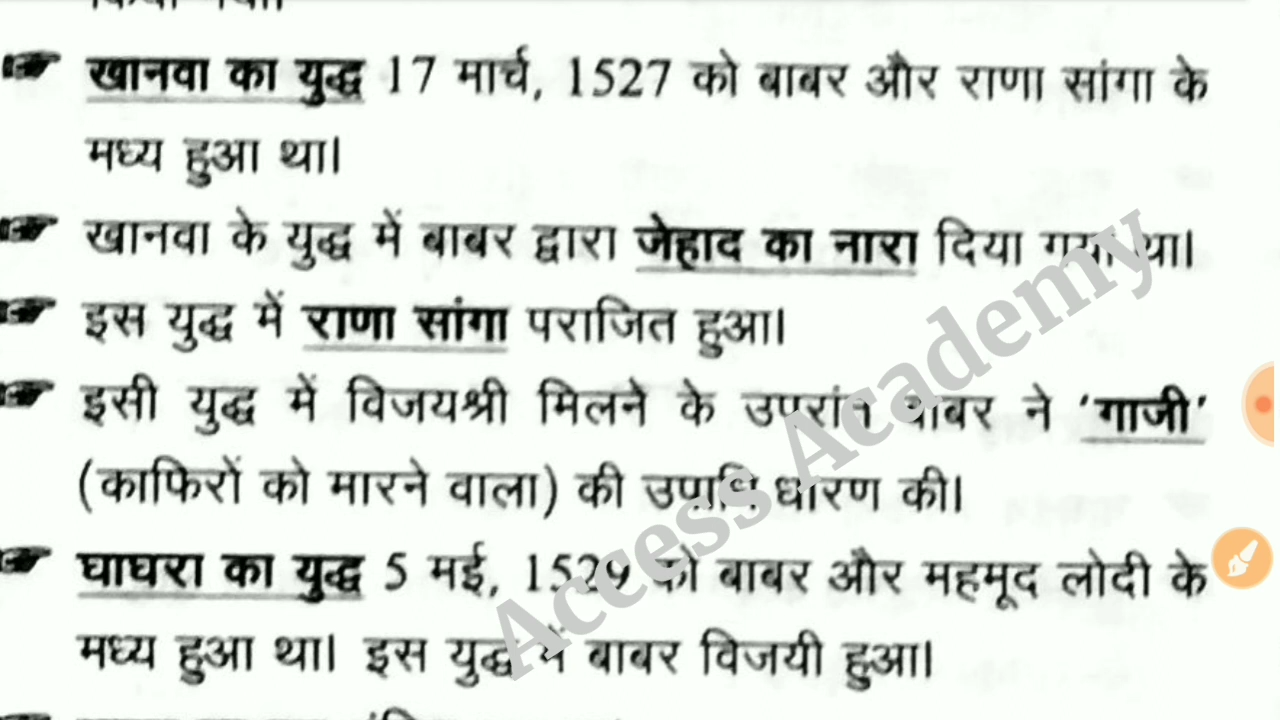 खानवा का युद्ध 17 मार्च, 1527 को बाबर और राणा सांगा के
मध्य हुआ था।
खानवा के युद्ध में बाबर द्वारा जेहाद का नारा दिया गया था।
इस युद्ध में राणा सांगा पराजित हुआ।
इसी युद्ध में विजयश्री मिलने के उपरांत बाबर ने 'गाजी'
(काफिरों को मारने वाला) की उपाधि धारण की।
घाघरा का युद्ध 5 मई, 1529 को बाबर और महमूद लोदी के
मध्य हुआ था। इस युद्ध में बाबर विजयी हुआ।
Access Academy